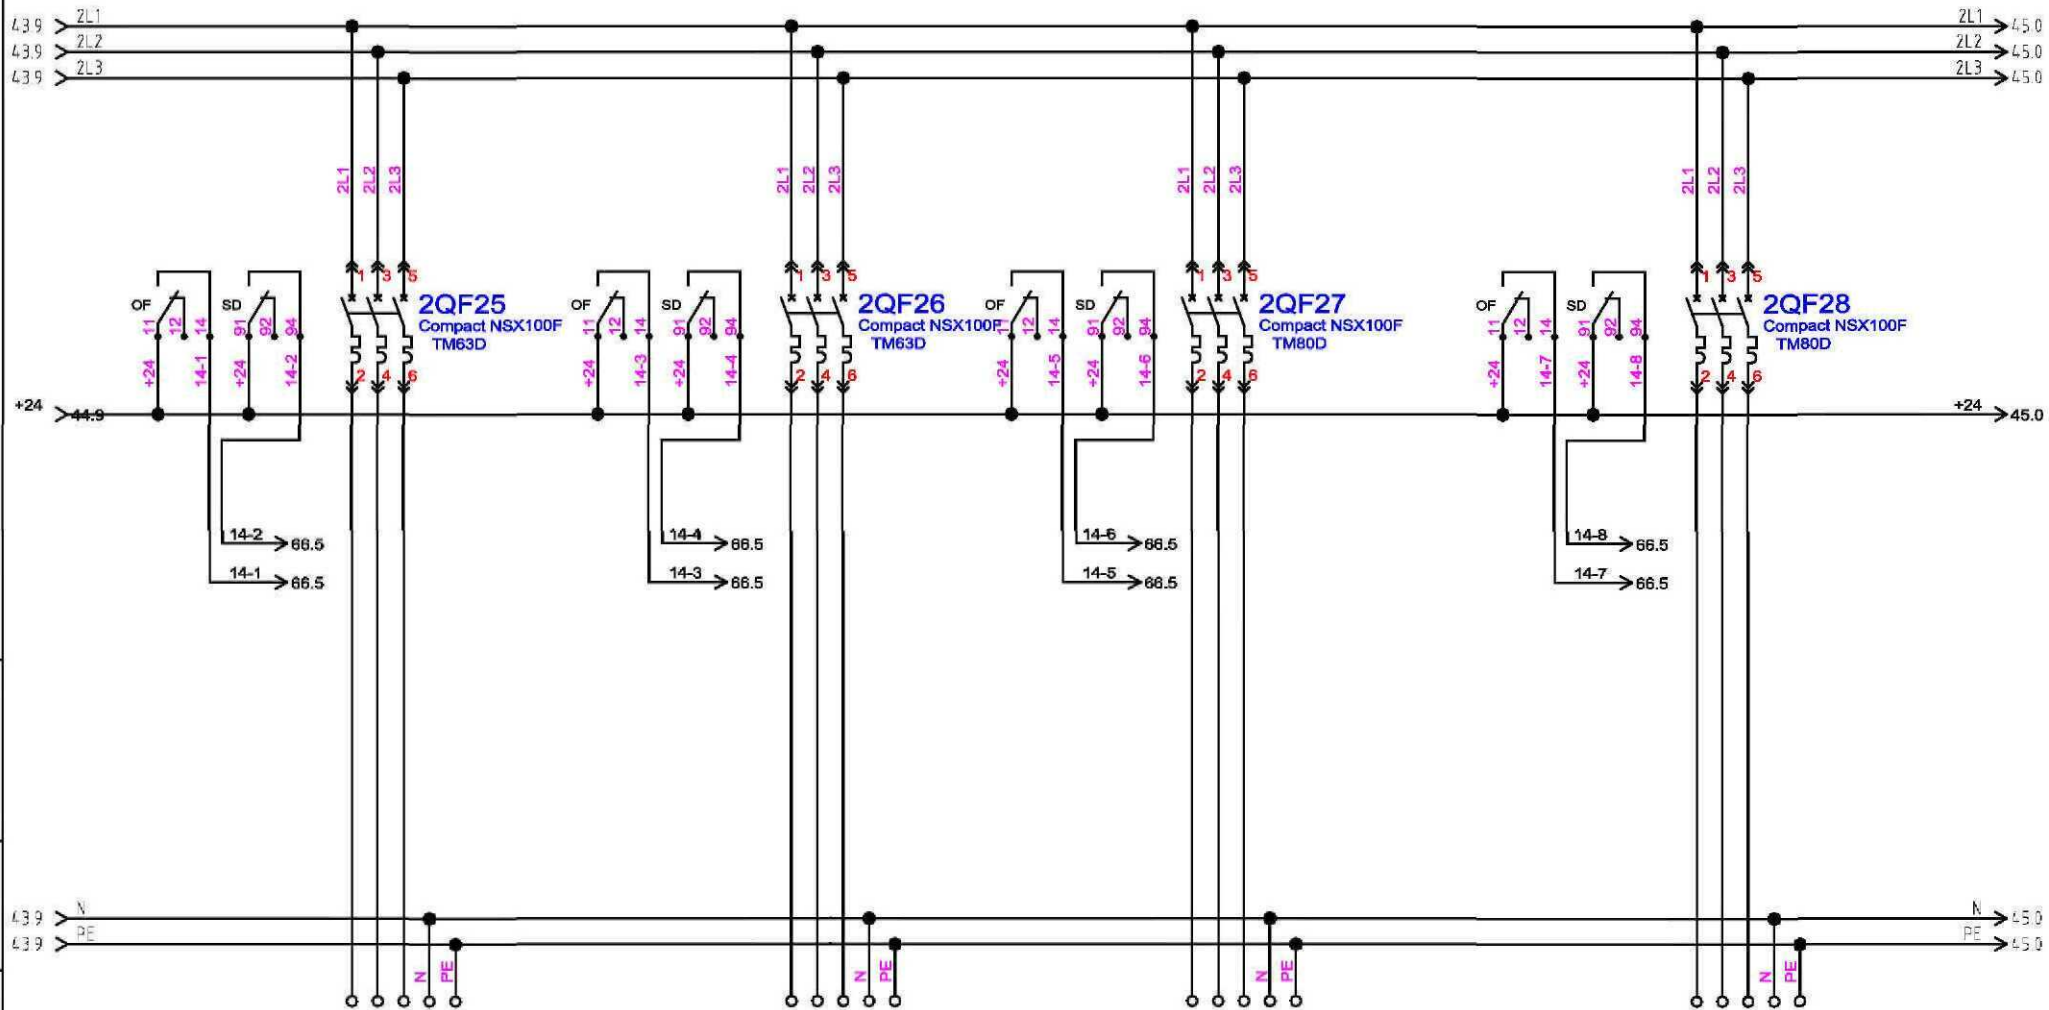 43.9 2L1 2L1 45.0
43.9 2L2 2L2 45.0
43.9 2L3 2L3 45.0
2L1 2L2 2L3 2L1 2L2 2L3 2L1 2L2 2L3 2L1 2L2 2L3
1 3 5 1 3 5 1 3 5 1 3 5
OF SD 2QF25 OF SD 2QF26 OF SD 2QF27 OF SD 2QF28
11 12 14 91 92 94 Compact NSX100F 11 12 14 91 92 94 Compact NSX100F 11 12 14 91 92 94 Compact NSX100F 11 12 14 91 92 94 Compact NSX100F
TM63D TM63D TM80D TM80D
+24 14-1 +24 14-2 2 4 6 +24 14-3 +24 14-4 2 4 6 +24 14-5 +24 14-6 2 4 6 +24 14-7 +24 14-8 2 4 6
+24 44.9 +24 45.0
14-2 66.5 14-4 66.5 14-6 66.5 14-8 66.5
14-1 66.5 14-3 66.5 14-5 66.5 14-7 66.5
43.9 N N 45.0
43.9 PE PE 45.0
N PE N PE N PE N PE